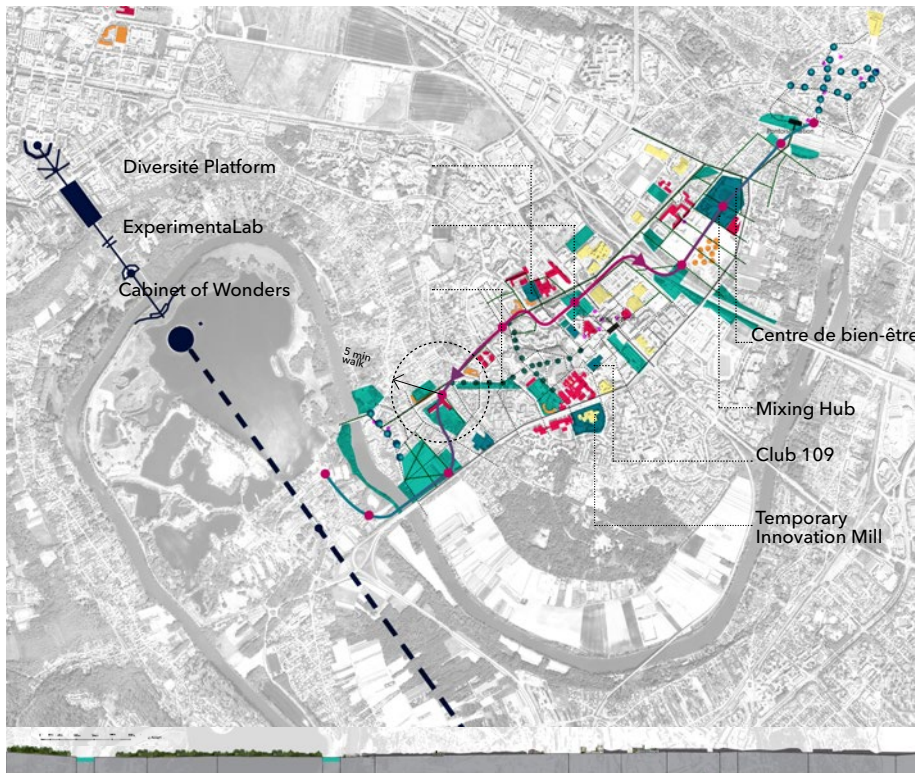 Diversité Platform
ExperimentaLab
Cabinet of Wonders
5 min
walk
Centre de bien-être
Mixing Hub
Club 109
Temporary
Innovation Mill